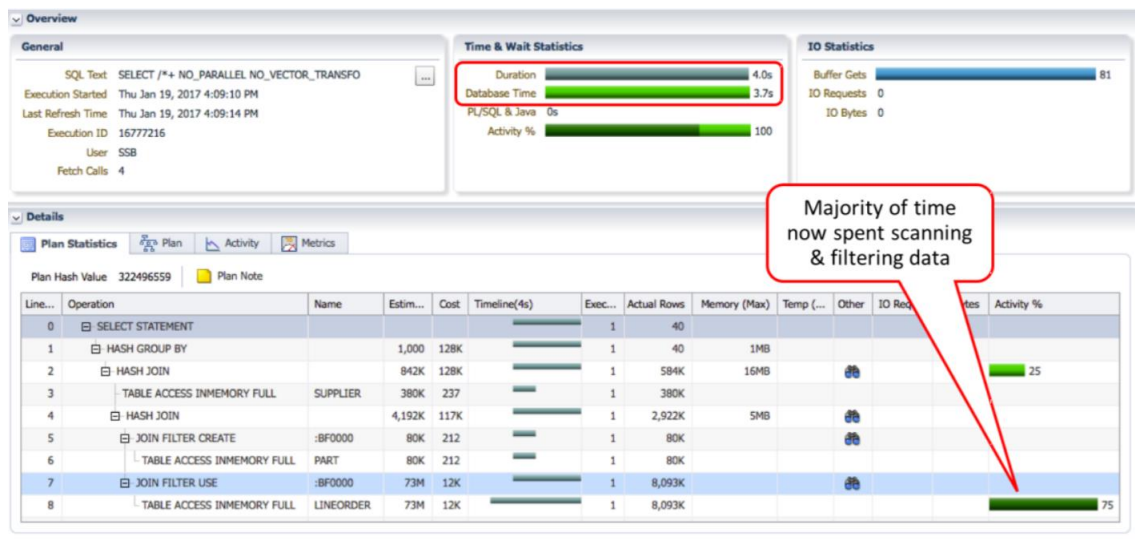 Overview
General
SQL Text SELECT /*+ NO_PARALLEL NO_VECTOR_TRANSFO ...
Execution Started Thu Jan 19, 2017 4:09:10 PM
Last Refresh Time Thu Jan 19, 2017 4:09:14 PM
Execution ID 16777216
User SSB
Fetch Calls 4
Time & Wait Statistics
Duration 4.0s
Database Time 3.7s
PL/SQL & Java 0s
Activity % 100
IO Statistics
Buffer Gets 81
IO Requests 0
IO Bytes 0
Majority of time
now spent scanning
& filtering data
Details
Plan Statistics Plan Activity Metrics
Plan Hash Value 322496559 Plan Note
Line... Operation Name Estim... Cost Timeline(4s) Exec... Actual Rows Memory (Max) Temp (... Other IO Req Activity %
0 SELECT STATEMENT 1 40
1 HASH GROUP BY 1,000 128K 1 40 1MB
2 HASH JOIN 842K 128K 1 584K 16MB 25
3 TABLE ACCESS INMEMORY FULL SUPPLIER 380K 237 1 380K
4 HASH JOIN 4,192K 117K 1 2,922K 5MB
5 JOIN FILTER CREATE :BF0000 80K 212 1 80K
6 TABLE ACCESS INMEMORY FULL PART 80K 212 1 80K
7 JOIN FILTER USE :BF0000 73M 12K 1 8,093K
8 TABLE ACCESS INMEMORY FULL LINEORDER 73M 12K 1 8,093K 75